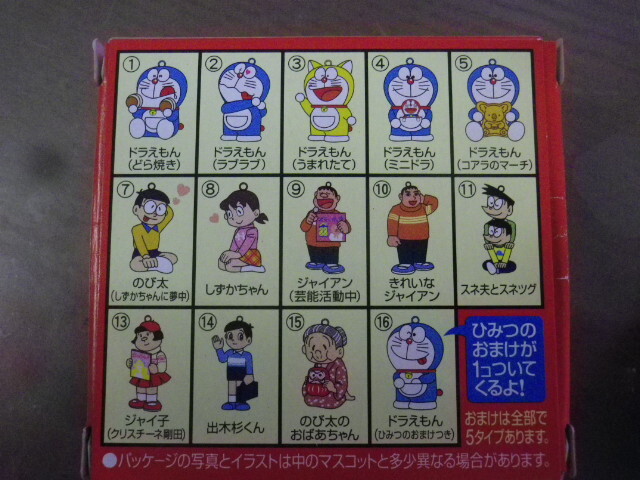 ① ② ③ ④ ⑤
ドラえもん
(どら焼き)
ドラえもん
(ラブラブ)
ドラえもん
(うまれたて)
ドラえもん
(ミニドラ)
ドラえもん
(コアラのマーチ)
⑦ ⑧ ⑨ ⑩ ⑪
のび太
(しずかちゃんに夢中)
しずかちゃん
ジャイアン
(芸能活動中)
きれいな
ジャイアン
スネ夫とスネツグ
⑬ ⑭ ⑮ ⑯
ジャイ子
(クリスチーネ剛田)
出木杉くん
のび太の
おばあちゃん
ドラえもん
(ひみつのおまけつき)
ひみつの
おまけが
1コついて
くるよ!
おまけは全部で
5タイプあります。
●パッケージの写真とイラストは中のマスコットと多少異なる場合があります。